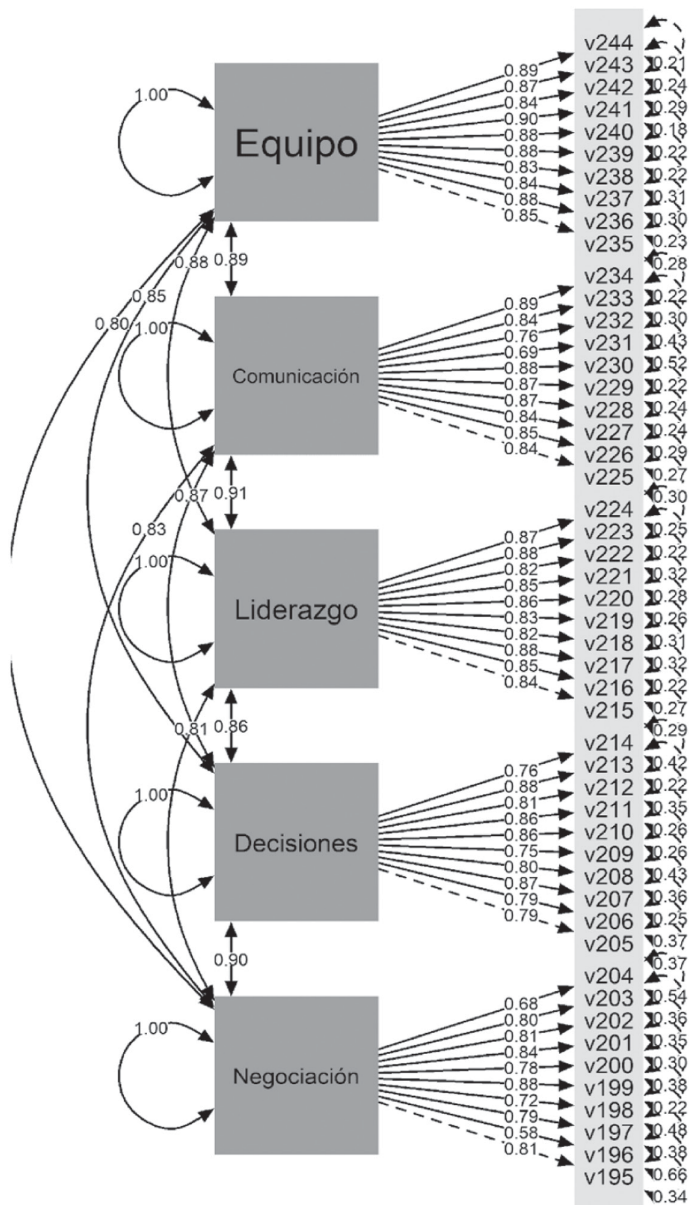 v244
0.89
v243
0.21
0.87
v242
0.24
1.00
0.84
v241
0.29
0.90
v240
0.18
Equipo
0.88
v239
0.22
0.88
v238
0.22
0.83
v237
0.31
0.84
v236
0.30
0.88
v235
0.23
0.85
0.28
0.88
0.89
v234
0.85
0.89
v233
0.22
0.80
0.84
v232
0.30
1.00
0.76
v231
0.43
0.69
v230
0.52
Comunicación
0.88
v229
0.22
0.87
v228
0.24
0.87
v227
0.24
0.84
v226
0.29
0.85
v225
0.27
0.84
0.30
0.87
0.91
v224
0.83
0.87
v223
0.25
0.88
v222
0.22
1.00
0.82
v221
0.32
0.85
v220
0.28
Liderazgo
0.86
v219
0.26
0.83
v218
0.31
0.82
v217
0.32
0.88
v216
0.22
0.85
v215
0.27
0.84
0.29
0.81
0.86
v214
0.76
v213
0.42
0.88
v212
0.22
1.00
0.81
v211
0.35
0.86
v210
0.26
Decisiones
0.86
v209
0.26
0.75
v208
0.43
0.80
v207
0.36
0.87
v206
0.25
0.79
v205
0.37
0.79
0.37
0.90
v204
0.68
v203
0.54
0.80
v202
0.36
1.00
0.81
v201
0.35
0.84
v200
0.30
Negociación
0.78
v199
0.38
0.88
v198
0.22
0.72
v197
0.48
0.79
v196
0.38
0.58
v195
0.66
0.81
0.34